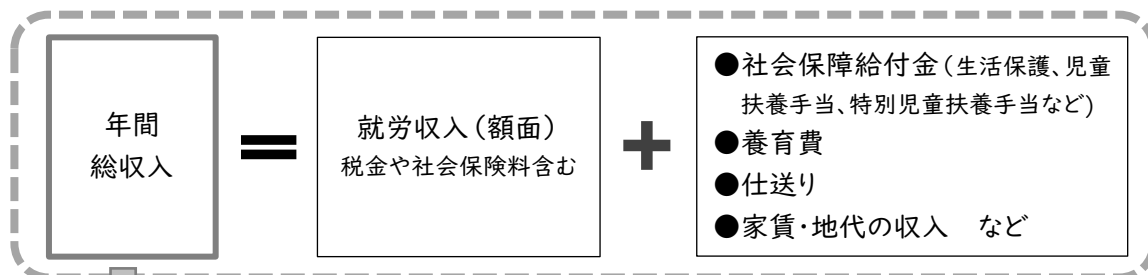 年間
総収入
就労収入（額面）
税金や社会保険料含む
●社会保障給付金（生活保護、児童
扶養手当、特別児童扶養手当など)
●養育費
●仕送り
●家賃・地代の収入　など